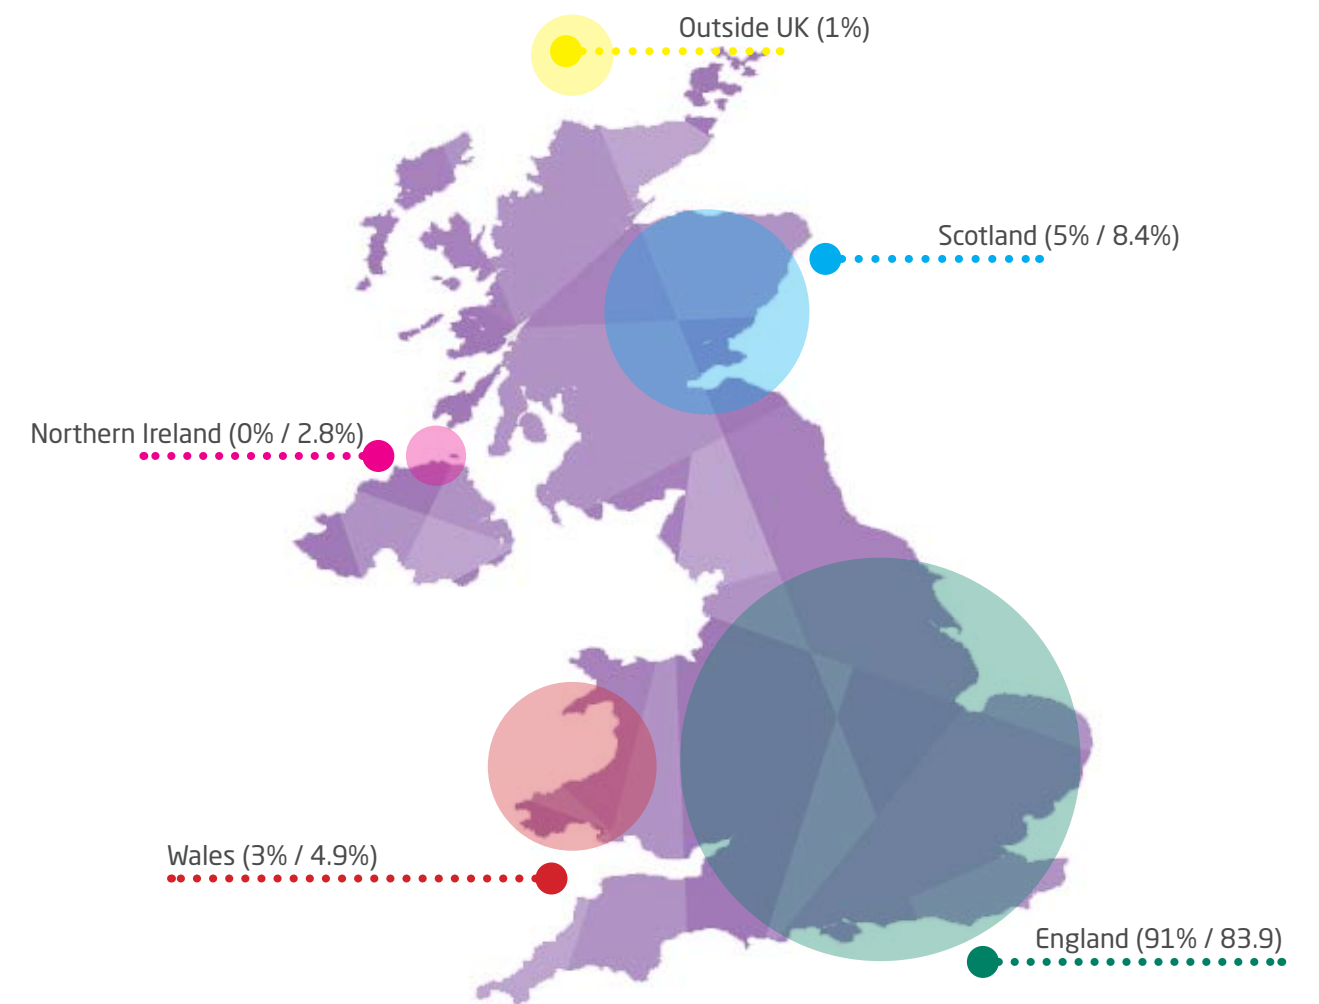 Outside UK (1%)
Scotland (5% / 8.4%)
Northern Ireland (0% / 2.8%)
Wales (3% / 4.9%)
England (91% / 83.9)